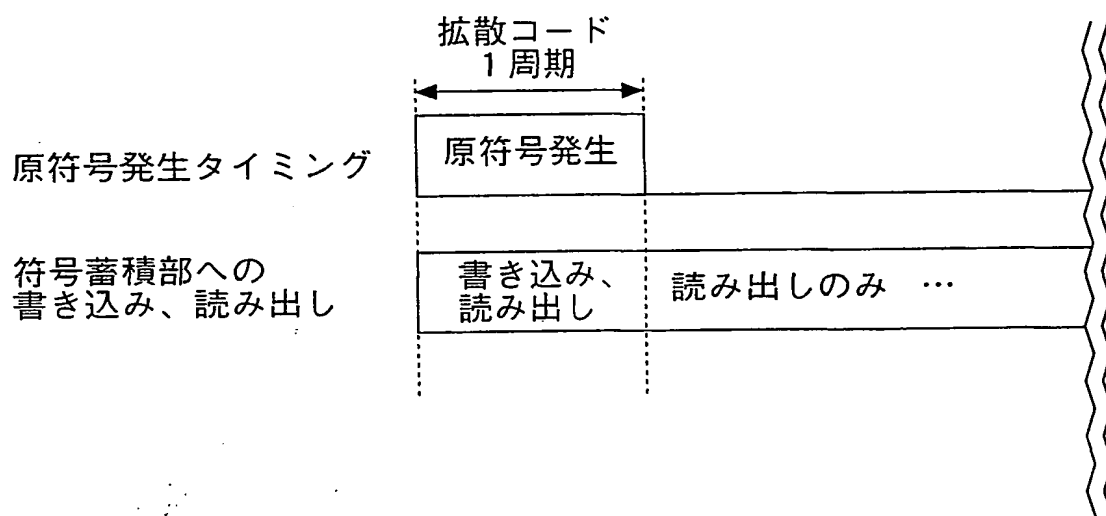 拡散コード
1周期
原符号発生タイミング
原符号発生
符号蓄積部への
書き込み、読み出し
書き込み、
読み出し
読み出しのみ …